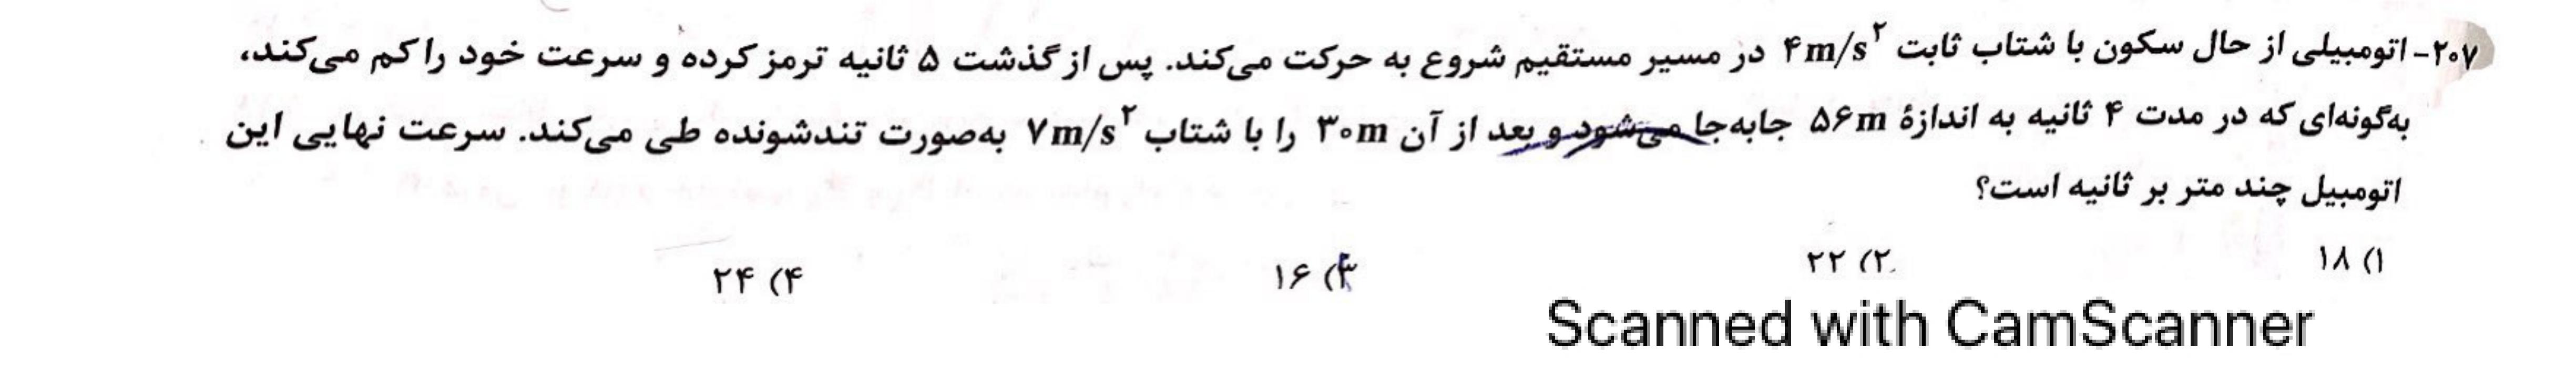 ۲۰۷- اتومبیلی از حال سکون با شتاب ثابت ۴m/s² در مسیر مستقیم شروع به حرکت می‌کند. پس از گذشت ۵ ثانیه ترمز کرده و سرعت خود را کم می‌کند،
به‌گونه‌ای که در مدت ۴ ثانیه به اندازهٔ ۵۶m جابه‌جا می‌شود و بعد از آن ۳۰m را با شتاب ۷m/s² به‌صورت تندشونده طی می‌کند. سرعت نهایی این
اتومبیل چند متر بر ثانیه است؟
۱) ۱۸ ۲) ۲۲ ۳) ۱۶ ۴) ۲۴
Scanned with CamScanner